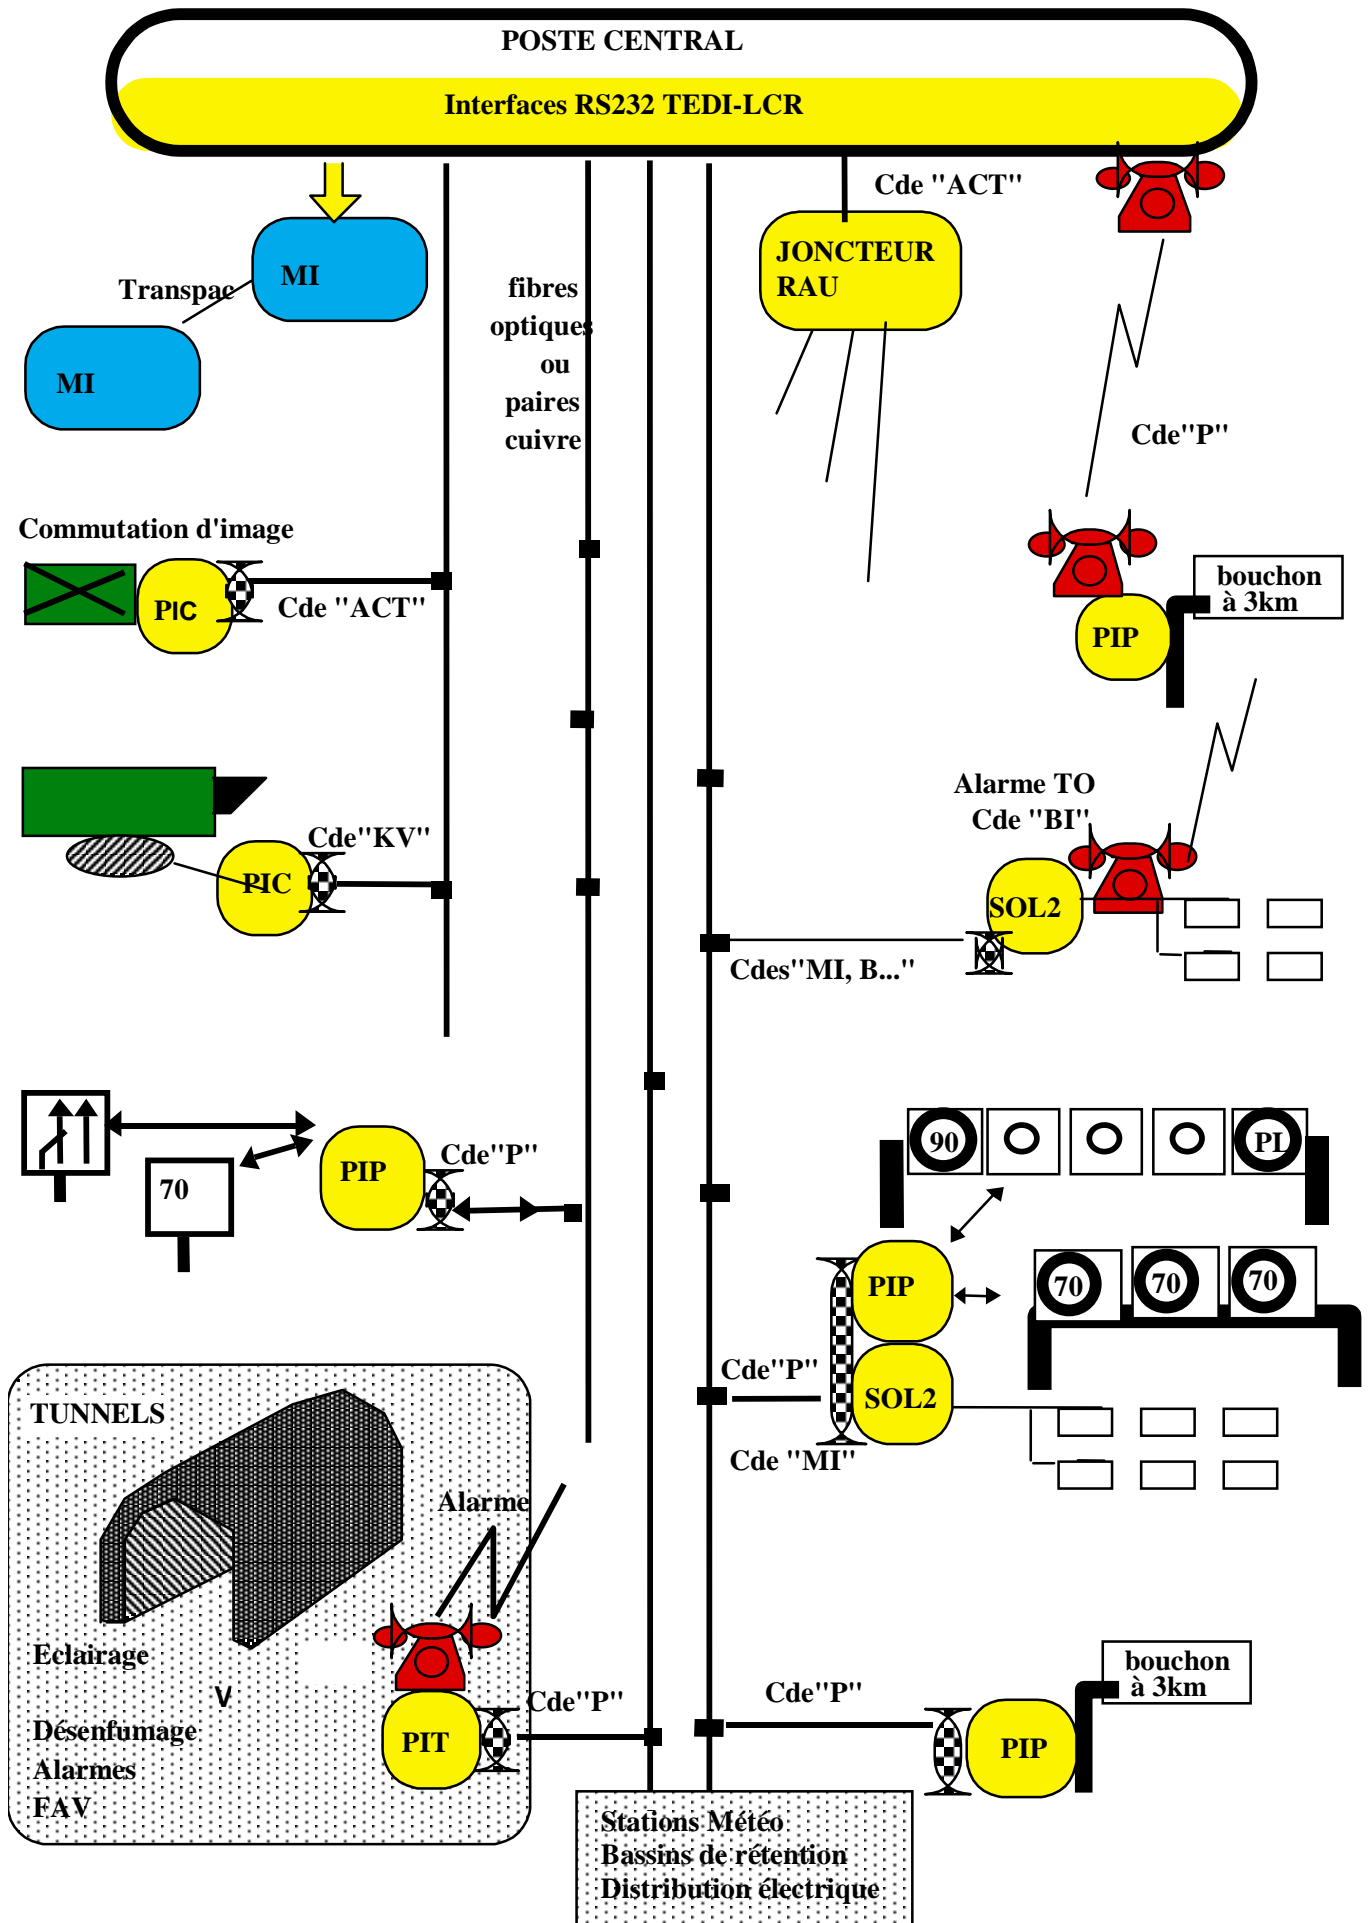 POSTE CENTRAL
Interfaces RS232 TEDI-LCR
Cde "ACT"
JONCTEUR
RAU
MI
Transpac
MI
fibres
optiques
ou
paires
cuivre
Cde"P"
Commutation d'image
PIC
Cde "ACT"
bouchon
à 3km
PIP
Cde"KV"
PIC
Alarme TO
Cde "BI"
SOL2
Cdes"MI, B..."
70
PIP
Cde"P"
90
PL
PIP
70
70
70
Cde"P"
SOL2
Cde "MI"
TUNNELS
Alarme
Eclairage
V
Désenfumage
Alarmes
FAV
PIT
Cde"P"
Cde"P"
bouchon
à 3km
PIP
Stations Météo
Bassins de rétention
Distribution électrique